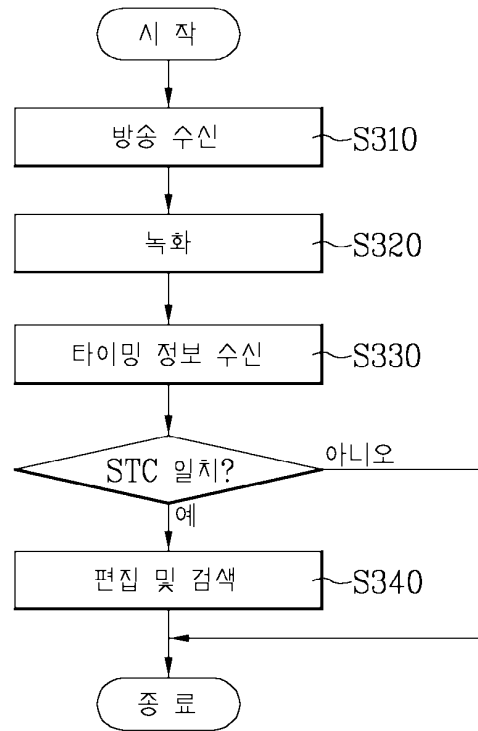 시 작
방송 수신 S310
녹화 S320
타이밍 정보 수신 S330
STC 일치? 아니오
예
편집 및 검색 S340
종 료